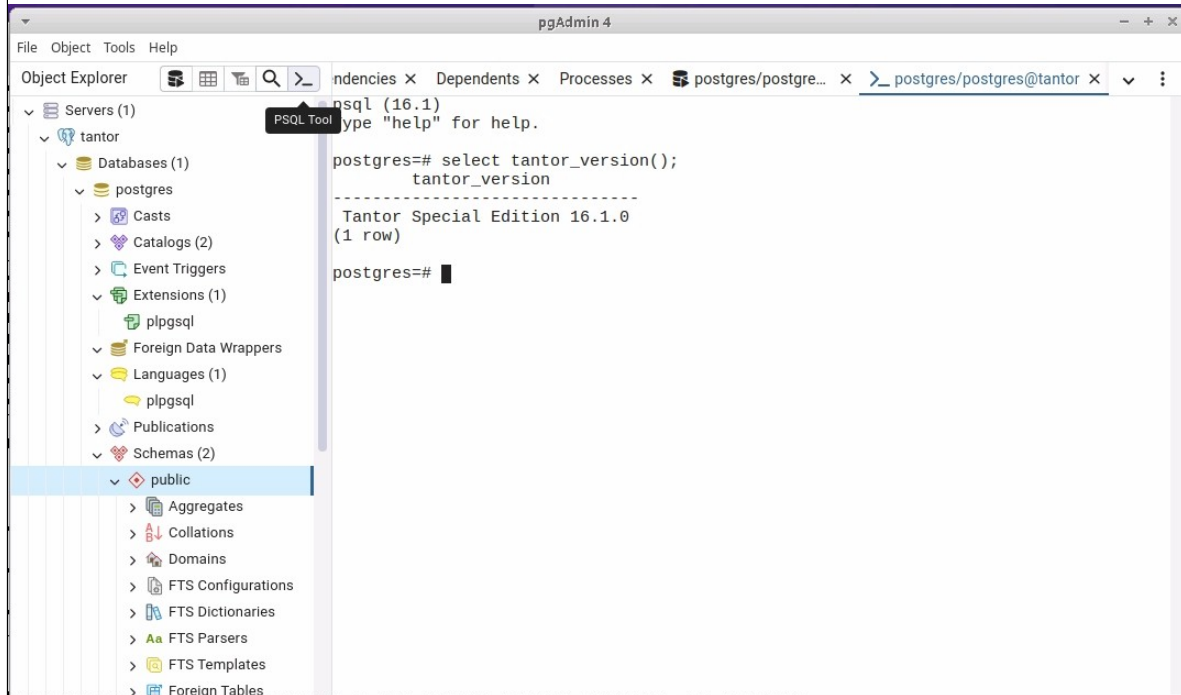 pgAdmin 4
File Object Tools Help
Object Explorer
ndencies Dependents Processes postgres/postgre... postgres/postgres@tantor
PSQL Tool
Servers (1)
tantor
Databases (1)
postgres
Casts
Catalogs (2)
Event Triggers
Extensions (1)
plpgsql
Foreign Data Wrappers
Languages (1)
plpgsql
Publications
Schemas (2)
public
Aggregates
Collations
Domains
FTS Configurations
FTS Dictionaries
Aa FTS Parsers
FTS Templates
Foreign Tables
psql (16.1)
ype "help" for help.
postgres=# select tantor_version();
tantor_version
-------------------------------
Tantor Special Edition 16.1.0
(1 row)
postgres=#